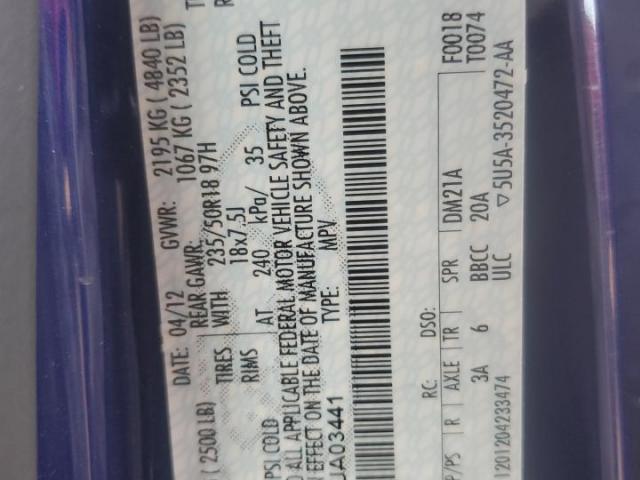 DATE: 04/12 GVWR: 2195 KG ( 4840 LB)
REAR GAWR: 1067 KG ( 2352 LB)
( 2500 LB) TIRES WITH 235/50R18 97H
RIMS 18x7.5J
PSI COLD AT 240 kPa/ 35 PSI COLD
ALL APPLICABLE FEDERAL MOTOR VEHICLE SAFETY AND THEFT
EFFECT ON THE DATE OF MANUFACTURE SHOWN ABOVE.
JA03441 TYPE: MPV
RC: DSO: F0018
T0074
P/PS R AXLE TR SPR DM21A
3A 6 BBCC 20A
ULC
1201204233474 ▽5U5A-3520472-AA